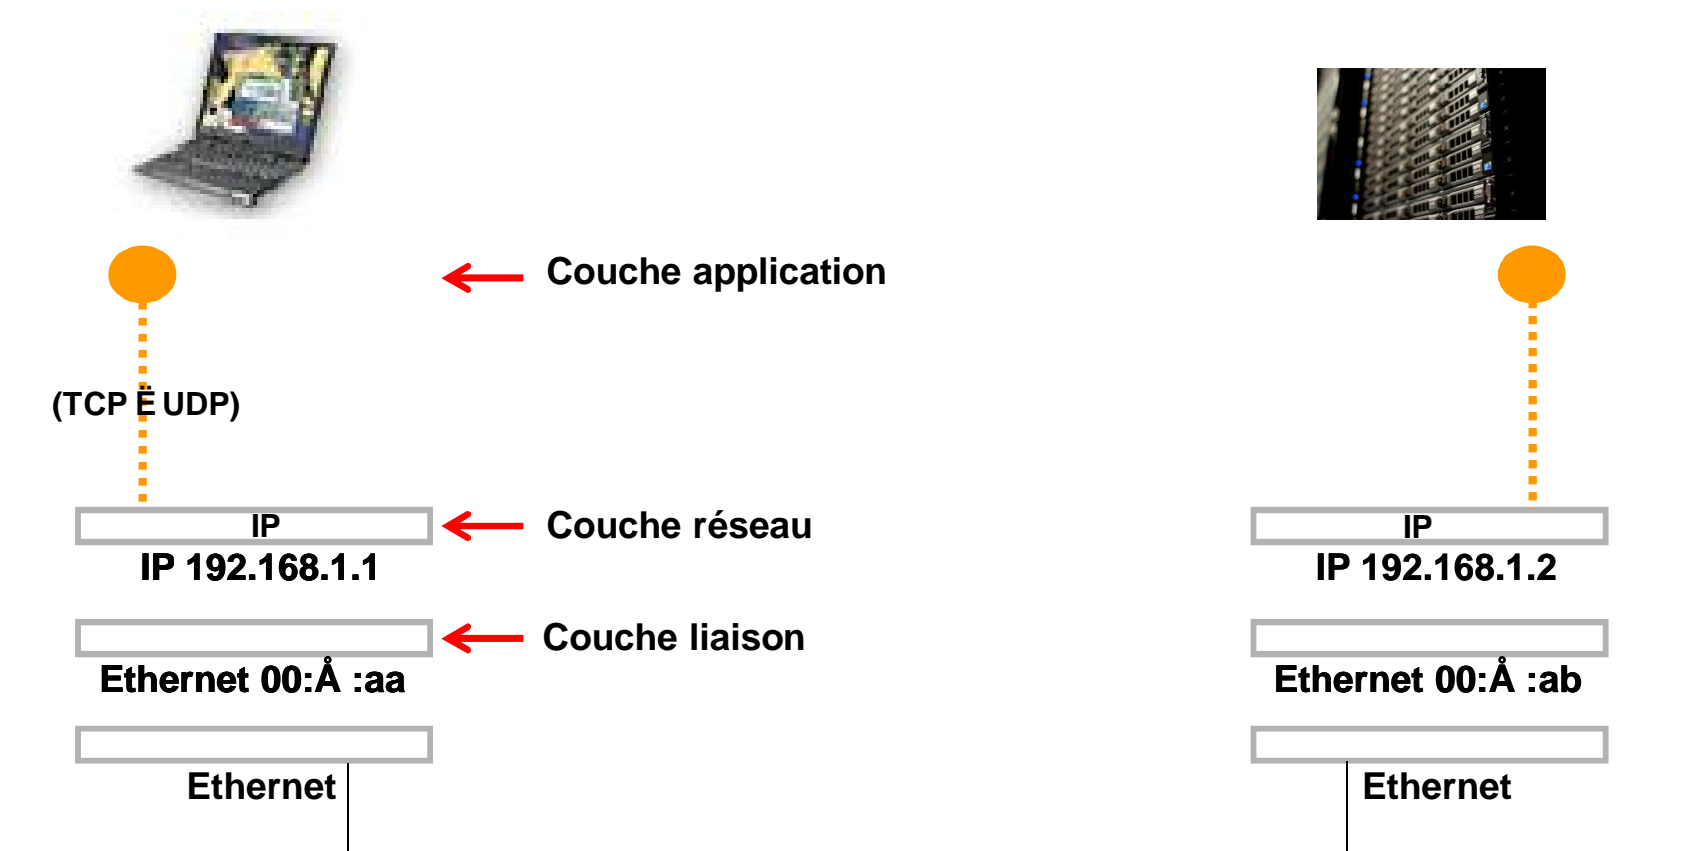 Couche application
(TCP Ë UDP)
IP
Couche réseau
IP
IP 192.168.1.1
IP 192.168.1.2
Couche liaison
Ethernet 00:Å :aa
Ethernet 00:Å :ab
Ethernet
Ethernet